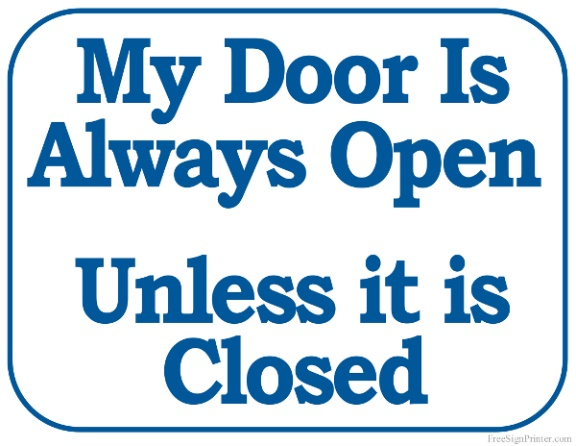 My Door Is
Always Open
Unless it is
Closed
FreeSignPrinter.com